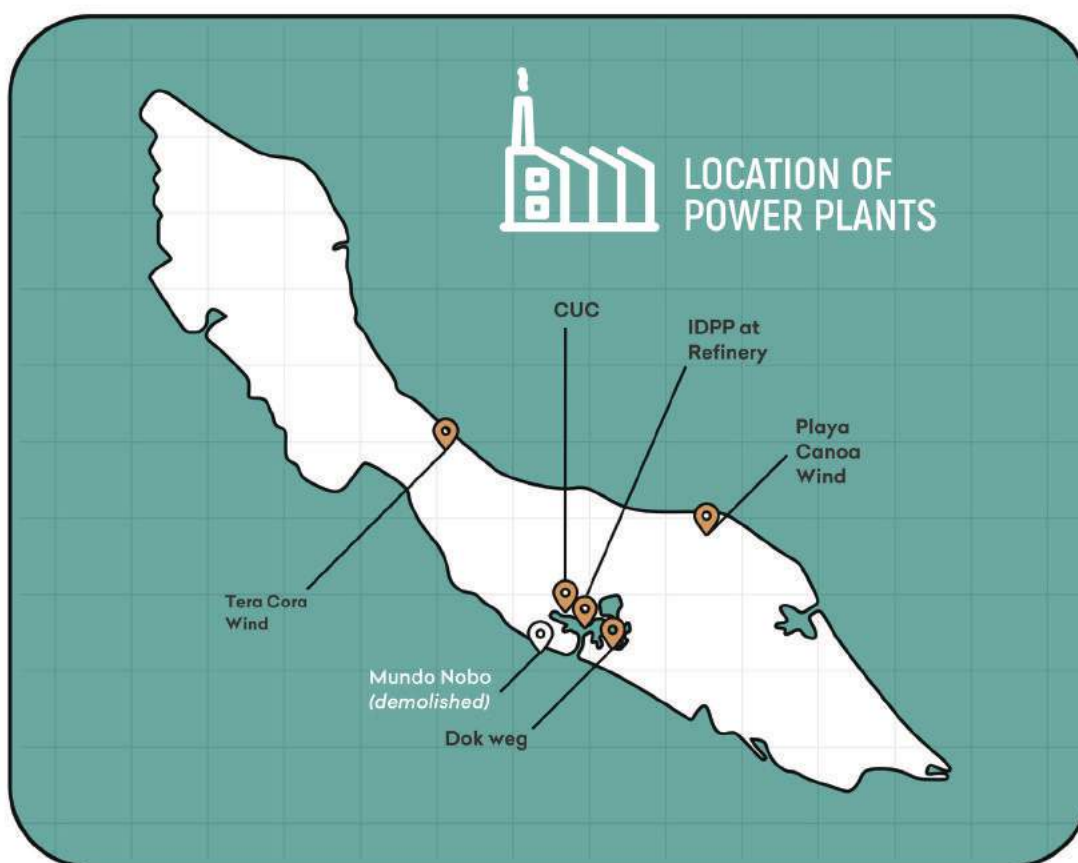 LOCATION OF
POWER PLANTS
CUC
IDPP at
Refinery
Playa
Canoa
Wind
Tera Cora
Wind
Mundo Nobo
(demolished)
Dok weg